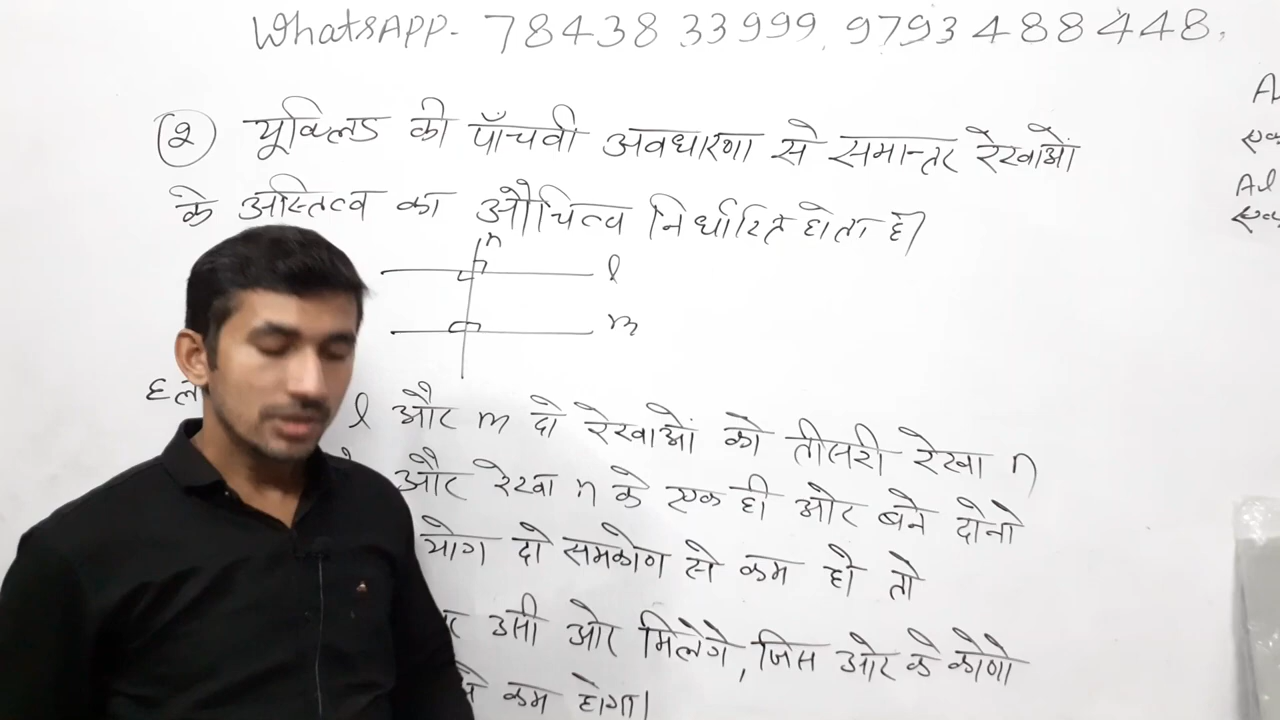 WhatsAPP- 7843833999, 9793488448,
② यूक्लिड की पाँचवी अवधारणा से समान्तर रेखाओं
के अस्तित्व का औचित्य निर्धारित होता है।
n
l
m
l और m दो रेखाओं को तीसरी रेखा n
और रेखा n के एक ही ओर बने दोनो
योग दो समकोण से कम हो तो
उसी ओर मिलेगे, जिस ओर के कोणो
से कम होगा।